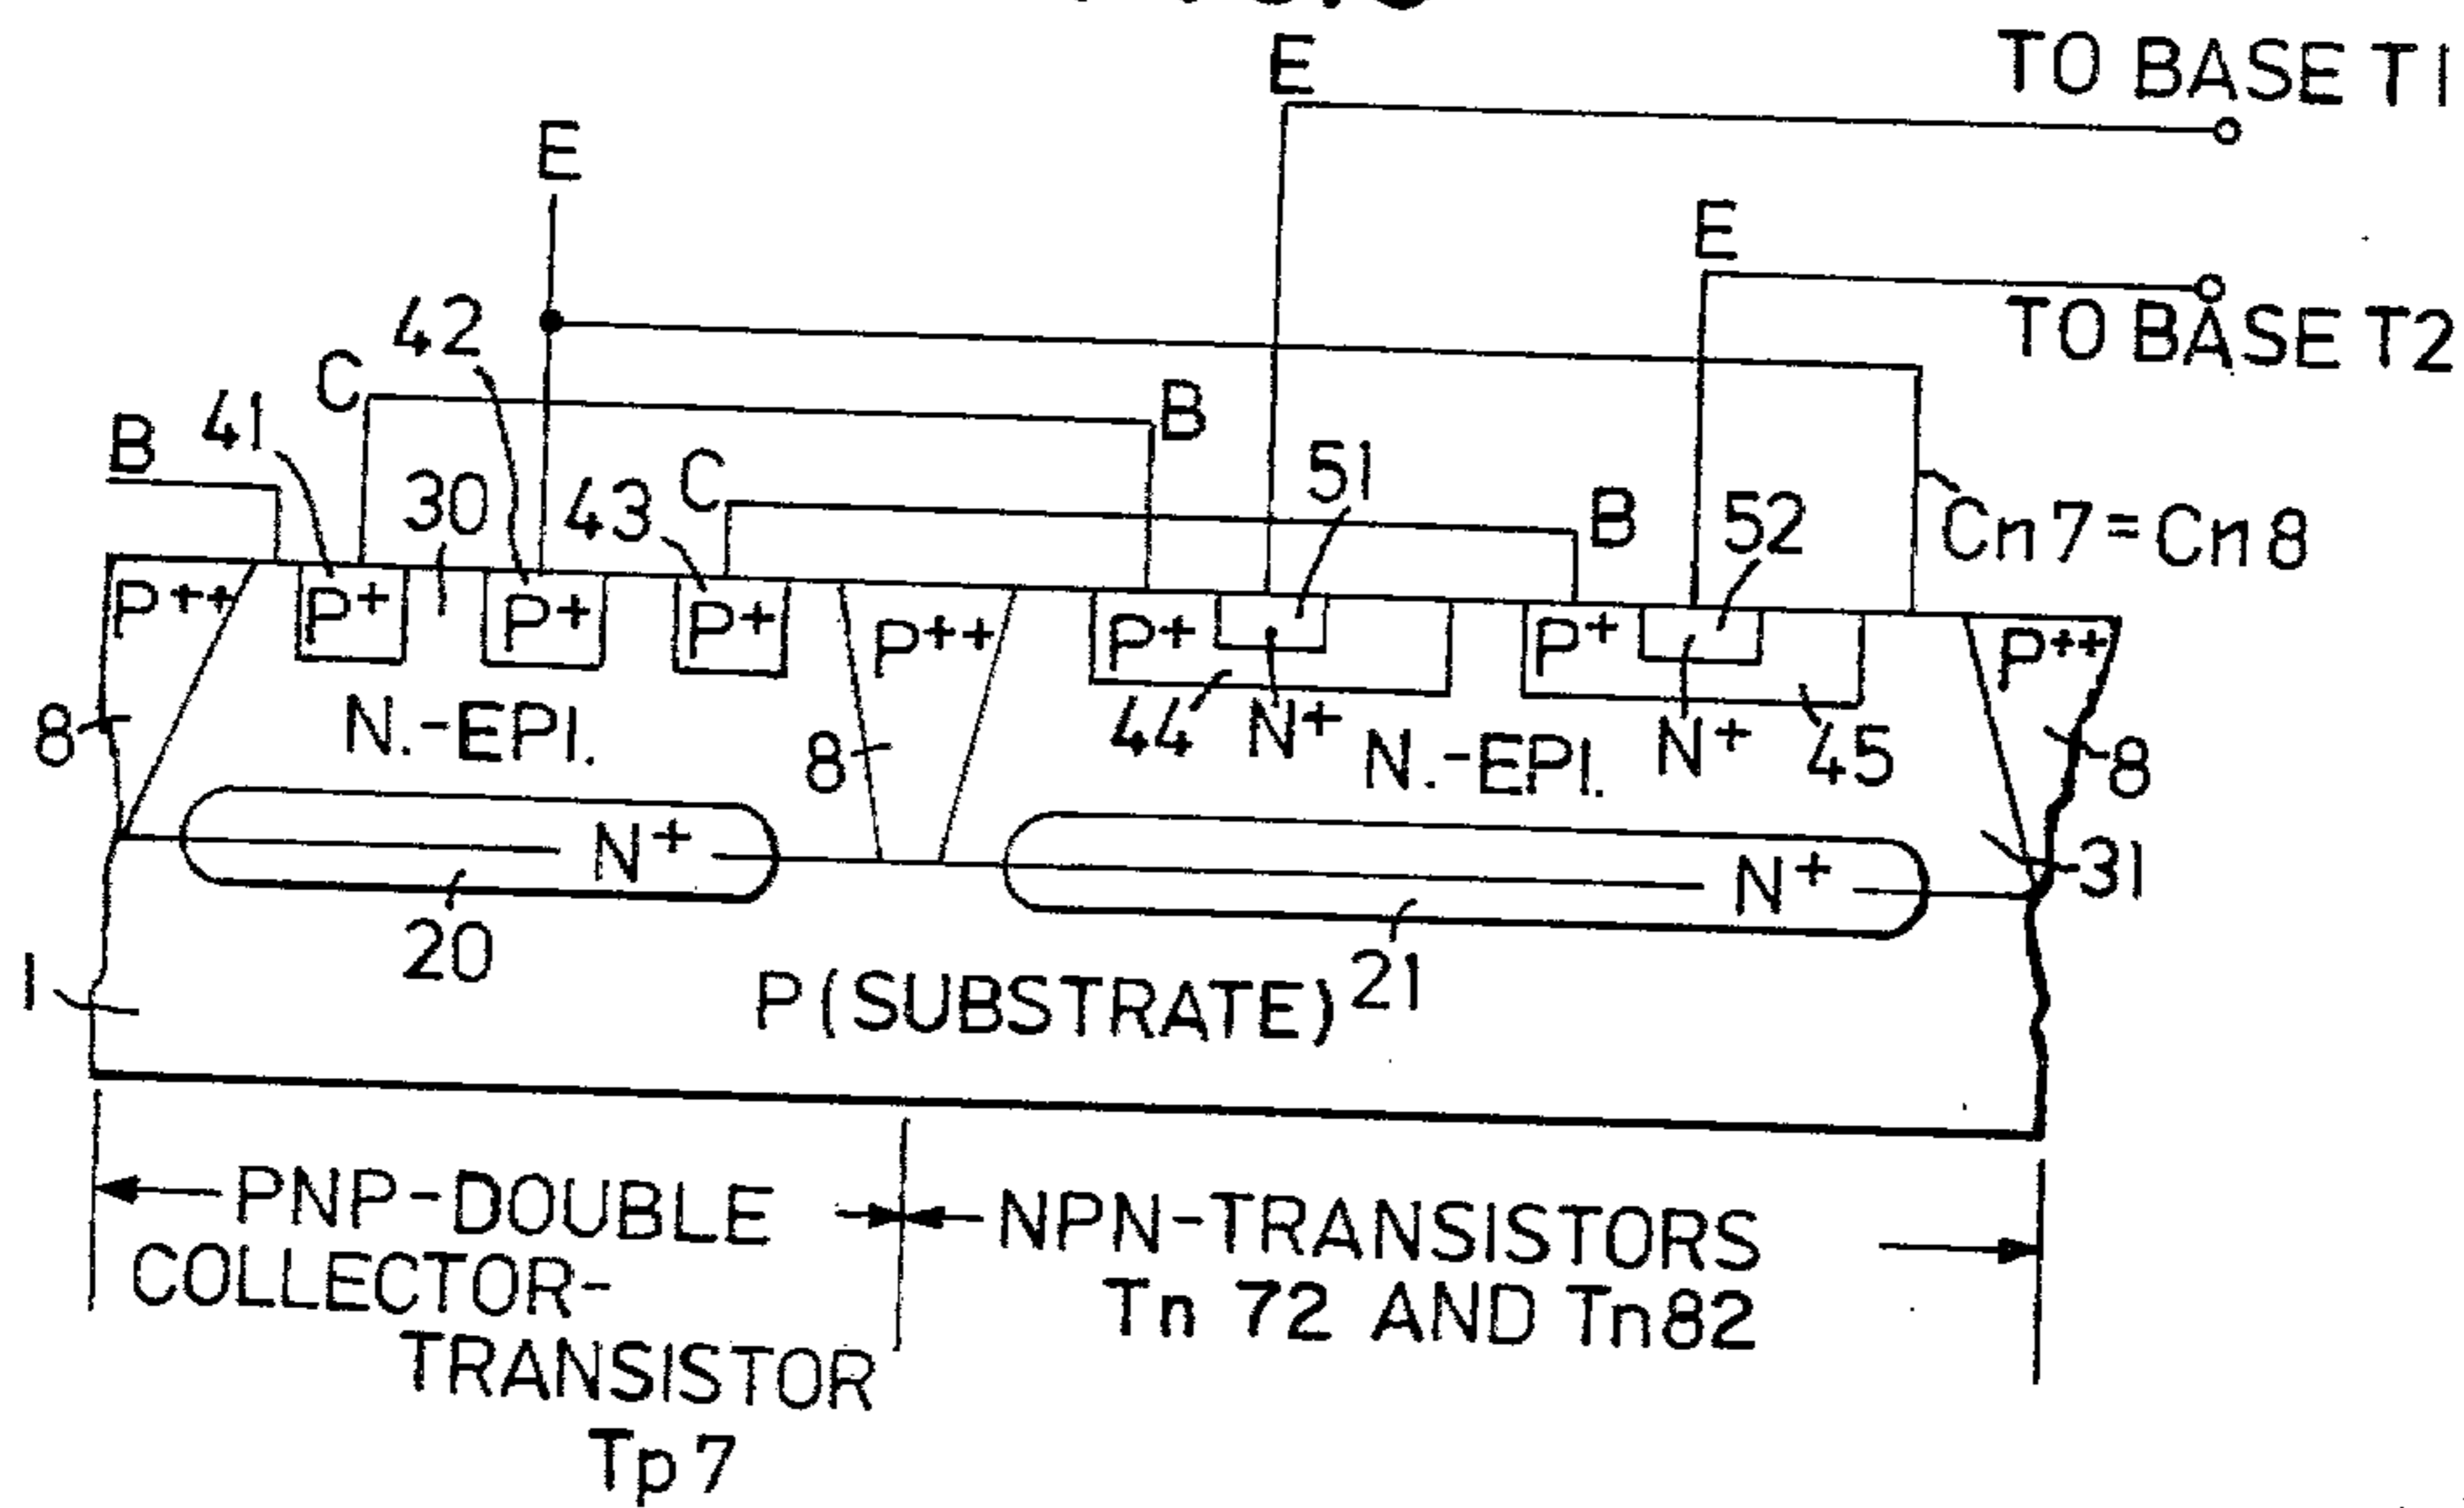 E
TO BASE T1
E
E
TO BASE T2
42
C
41
B
B
30
43
C
51
B
52
Cn7=Cn8
P++
P+
P+
P+
P++
P+
P+
P++
8
N.-EPI.
8
44
N+
N.-EPI.
N+
45
8
N+
N+
31
20
21
1
P(SUBSTRATE)
PNP-DOUBLE
COLLECTOR-
TRANSISTOR
Tp7
NPN-TRANSISTORS
Tn 72 AND Tn82